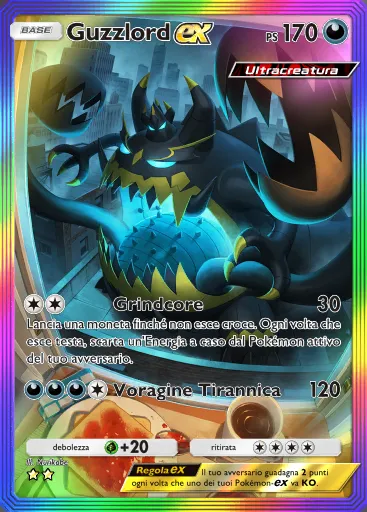 BASE Guzzlord ex PS 170
Ultracreatura
Grindcore 30
Lancia una moneta finché non esce croce. Ogni volta che
esce testa, scarta un'Energia a caso dal Pokémon attivo
del tuo avversario.
Voragine Tirannica 120
debolezza +20 ritirata
Ill. Kurikabe
Regola ex Il tuo avversario guadagna 2 punti
ogni volta che uno dei tuoi Pokémon-ex va KO.